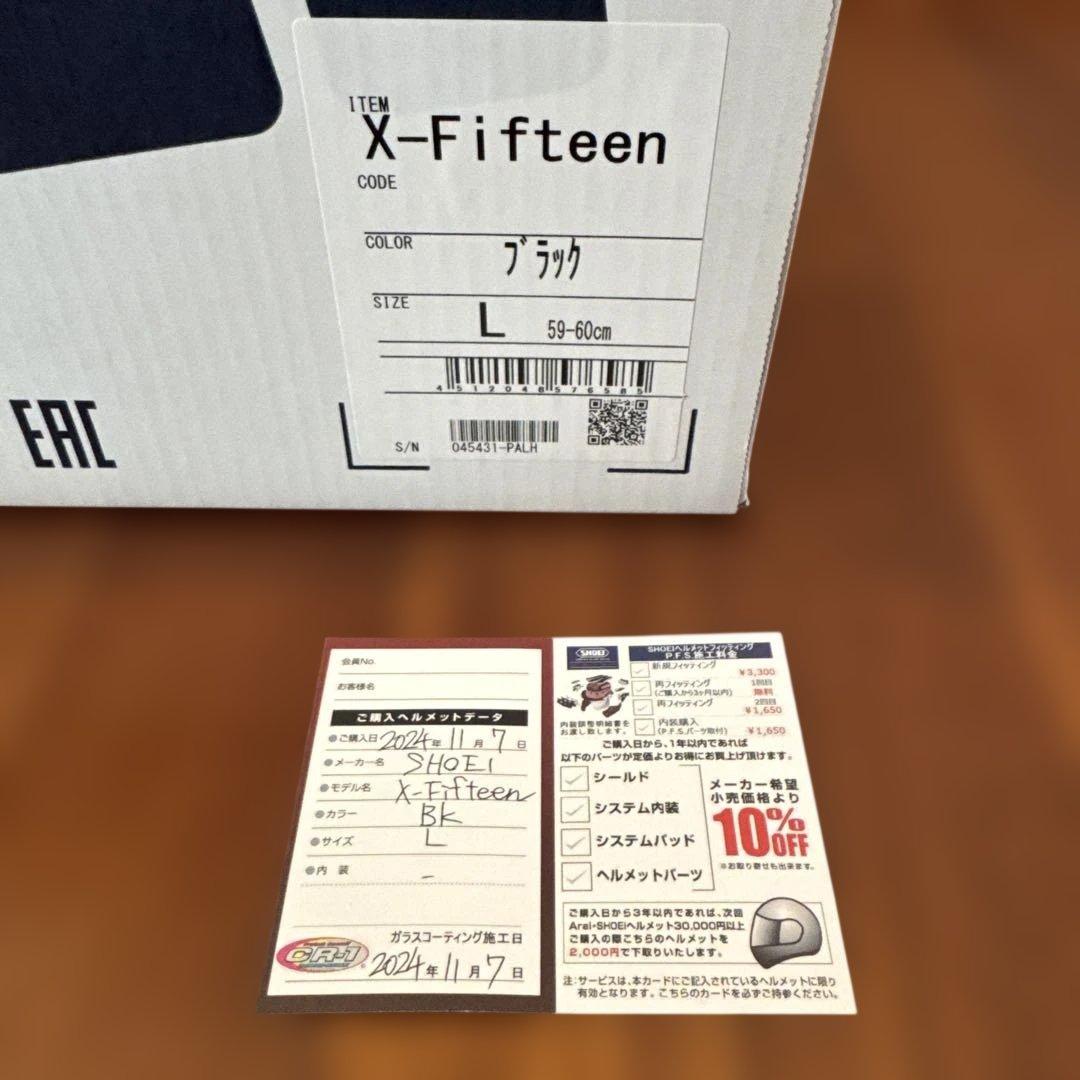 ITEM
X-Fifteen
CODE
COLOR ブラック
SIZE L 59-60cm
4512048576585
S/N 045431-PALH
EAC
会員No.
お客様名
ご購入ヘルメットデータ
●ご購入日 2024年11月7日
●メーカー名 SHOEI
●モデル名 X-Fifteen
●カラー BK
●サイズ L
●内 装 -
ガラスコーティング施工日
CR-1
2024年11月7日
SHOEI
SHOEIヘルメットフィッティング
P.F.S.施工料金
新規フィッティング ¥3,300
再フィッティング 1回目
(ご購入から3ヶ月以内) 無料
再フィッティング 2回目
¥1,650
内装購入
(P.F.S.パーツ取付) ¥1,650
内装調整明細書を
お渡し致します。
ご購入日から、1年以内であれば
以下のパーツが定価よりお得にお買上げ頂けます。
シールド
システム内装
システムパッド
ヘルメットパーツ
メーカー希望
小売価格より
10%OFF
※お取り寄せも出来ます。
ご購入日から3年以内であれば、次回
Arai・SHOEIヘルメット30,000円以上
ご購入の際こちらのヘルメットを
2,000円で下取りいたします。
注:サービスは、本カードにご記入されているヘルメットに限り
有効となります。こちらのカードを必ずご持参ください。